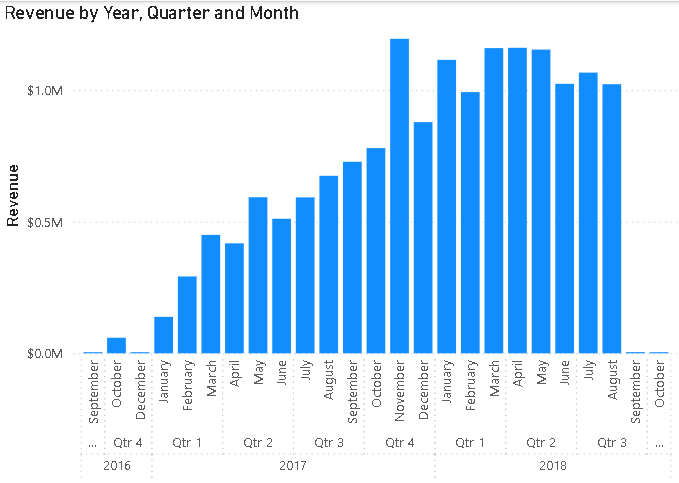 Revenue by Year, Quarter and Month
Revenue
$1.0M
$0.5M
$0.0M
September October December January February March April May June July August September October November December January February March April May June July August September October
... Qtr 4 Qtr 1 Qtr 2 Qtr 3 Qtr 4 Qtr 1 Qtr 2 Qtr 3 ...
2016 2017 2018